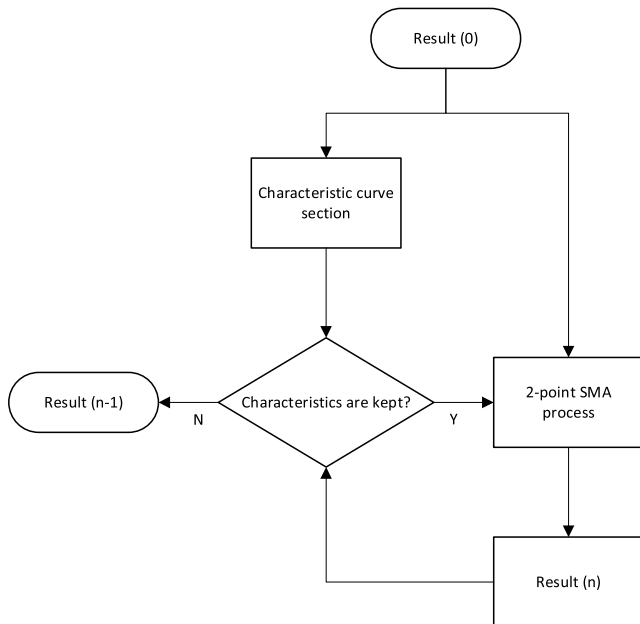 Result (0)
Characteristic curve
section
Result (n-1)
N
Characteristics are kept?
Y
2-point SMA
process
Result (n)